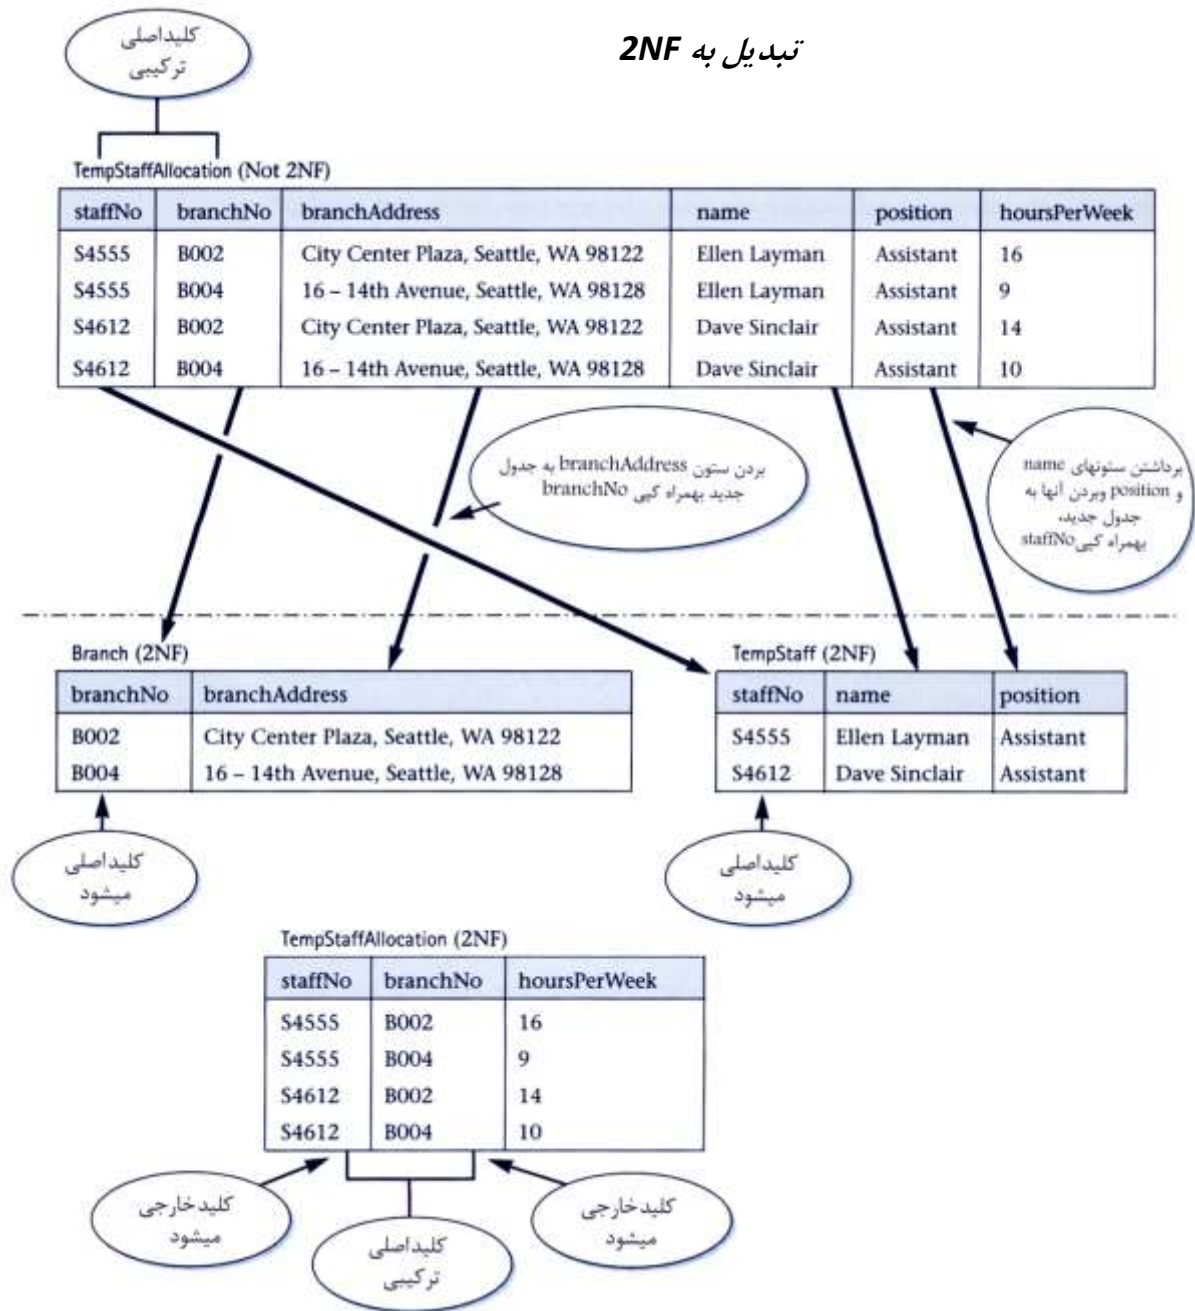 تبدیل به 2NF
کلیداصلی
ترکیبی
TempStaffAllocation (Not 2NF)
staffNo branchNo branchAddress name position hoursPerWeek
S4555 B002 City Center Plaza, Seattle, WA 98122 Ellen Layman Assistant 16
S4555 B004 16 – 14th Avenue, Seattle, WA 98128 Ellen Layman Assistant 9
S4612 B002 City Center Plaza, Seattle, WA 98122 Dave Sinclair Assistant 14
S4612 B004 16 – 14th Avenue, Seattle, WA 98128 Dave Sinclair Assistant 10
بردن ستون branchAddress به جدول
جدید بهمراه کپی branchNo
برداشتن ستونهای name
و position وبردن آنها به
جدول جدید،
بهمراه کپی staffNo
Branch (2NF)
branchNo branchAddress
B002 City Center Plaza, Seattle, WA 98122
B004 16 – 14th Avenue, Seattle, WA 98128
کلیداصلی
میشود
TempStaff (2NF)
staffNo name position
S4555 Ellen Layman Assistant
S4612 Dave Sinclair Assistant
کلیداصلی
میشود
TempStaffAllocation (2NF)
staffNo branchNo hoursPerWeek
S4555 B002 16
S4555 B004 9
S4612 B002 14
S4612 B004 10
کلیدخارجی
میشود
کلیداصلی
ترکیبی
کلیدخارجی
میشود